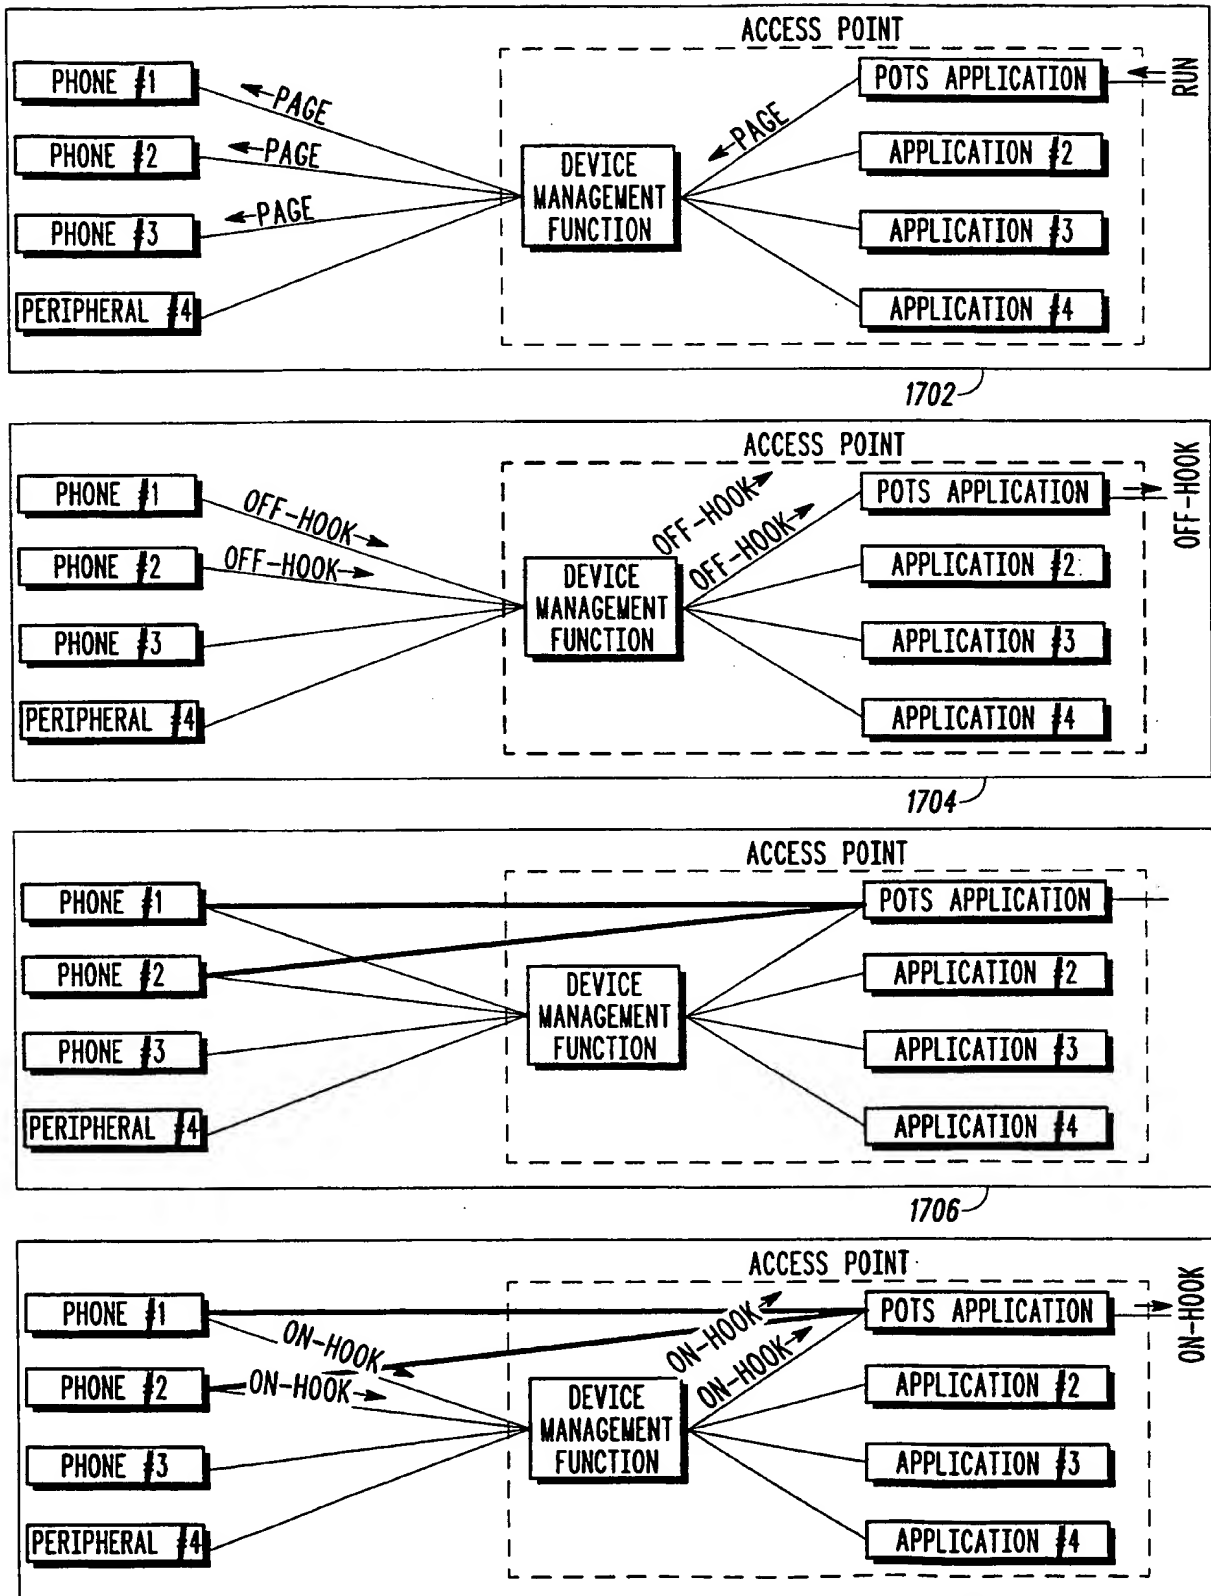 ACCESS POINT
PHONE #1
PAGE
POTS APPLICATION
RUN
PAGE
PHONE #2
PAGE
DEVICE
MANAGEMENT
FUNCTION
APPLICATION #2
PHONE #3
PAGE
APPLICATION #3
PERIPHERAL #4
APPLICATION #4
1702
ACCESS POINT
PHONE #1
OFF-HOOK
OFF-HOOK
POTS APPLICATION
OFF-HOOK
PHONE #2
OFF-HOOK
OFF-HOOK
DEVICE
MANAGEMENT
FUNCTION
APPLICATION #2
PHONE #3
APPLICATION #3
PERIPHERAL #4
APPLICATION #4
1704
ACCESS POINT
PHONE #1
POTS APPLICATION
PHONE #2
DEVICE
MANAGEMENT
FUNCTION
APPLICATION #2
PHONE #3
APPLICATION #3
PERIPHERAL #4
APPLICATION #4
1706
ACCESS POINT
PHONE #1
ON-HOOK
ON-HOOK
POTS APPLICATION
ON-HOOK
PHONE #2
ON-HOOK
ON-HOOK
DEVICE
MANAGEMENT
FUNCTION
APPLICATION #2
PHONE #3
APPLICATION #3
PERIPHERAL #4
APPLICATION #4